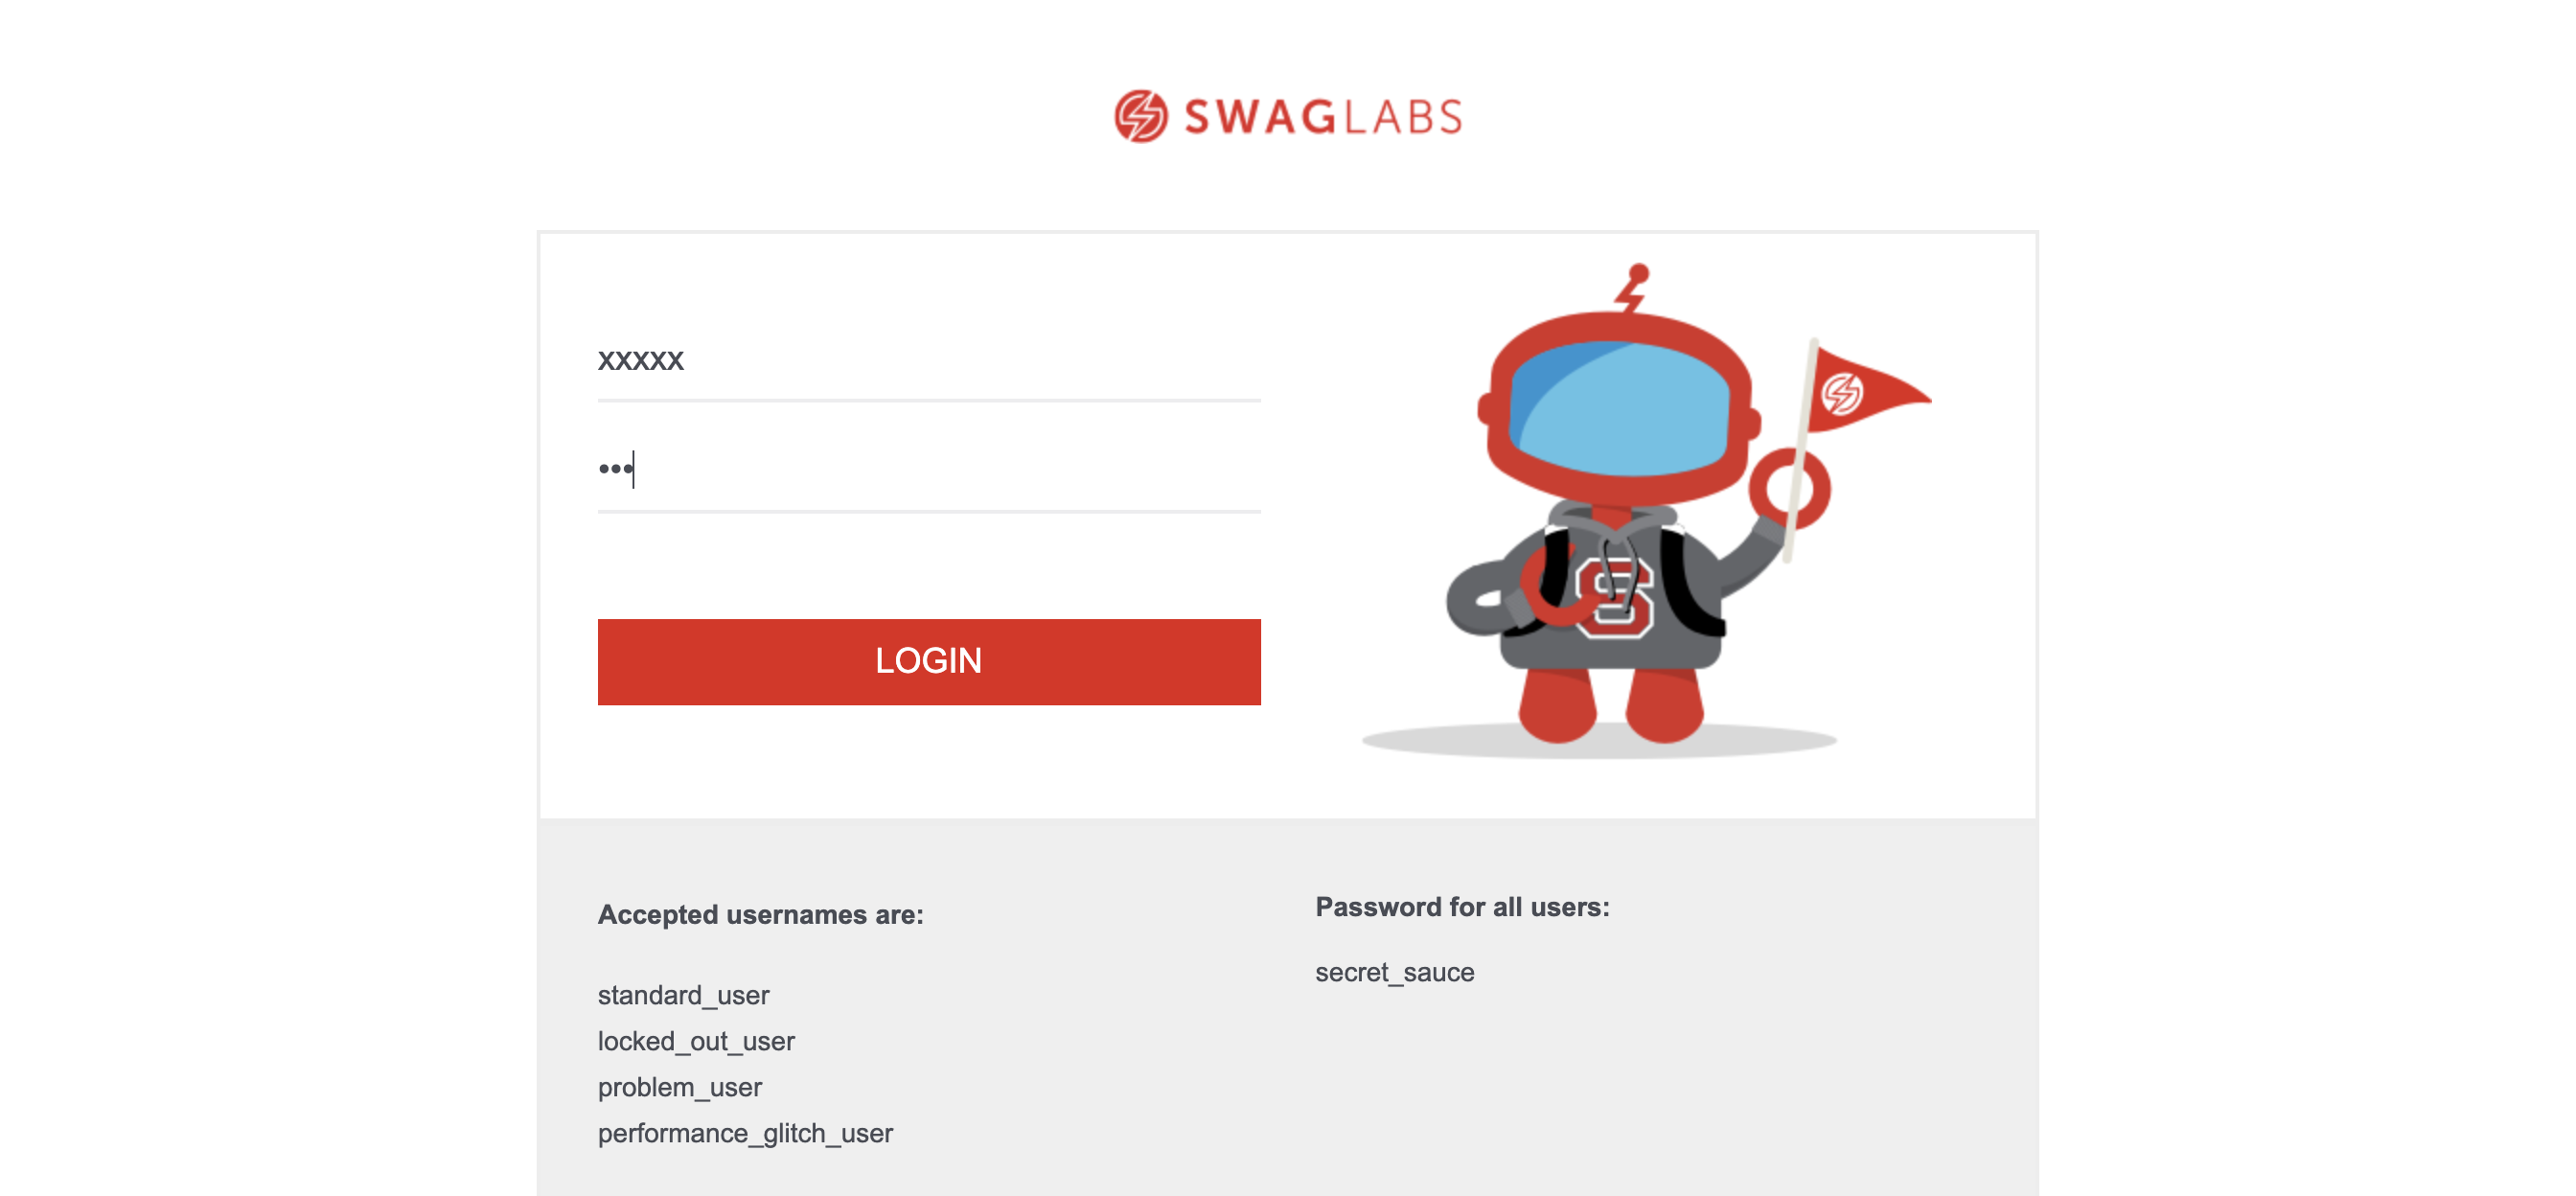 SWAGLABS
xxxxx
•••
LOGIN
S
Accepted usernames are:
standard_user
locked_out_user
problem_user
performance_glitch_user
Password for all users:
secret_sauce